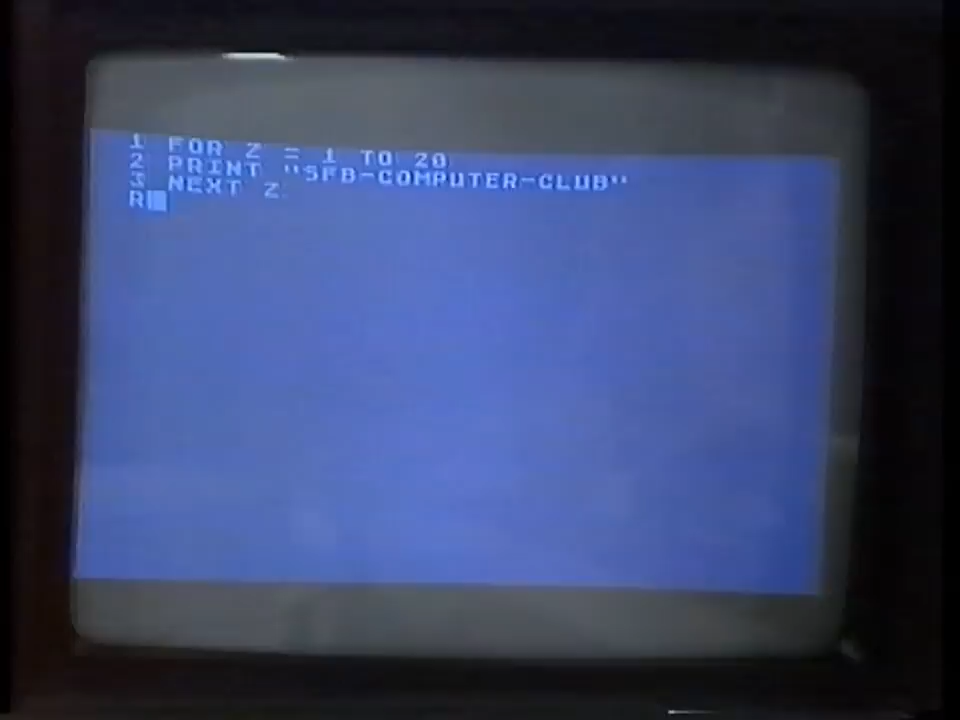 1 FOR Z = 1 TO 20
2 PRINT "SFB-COMPUTER-CLUB"
3 NEXT Z
R